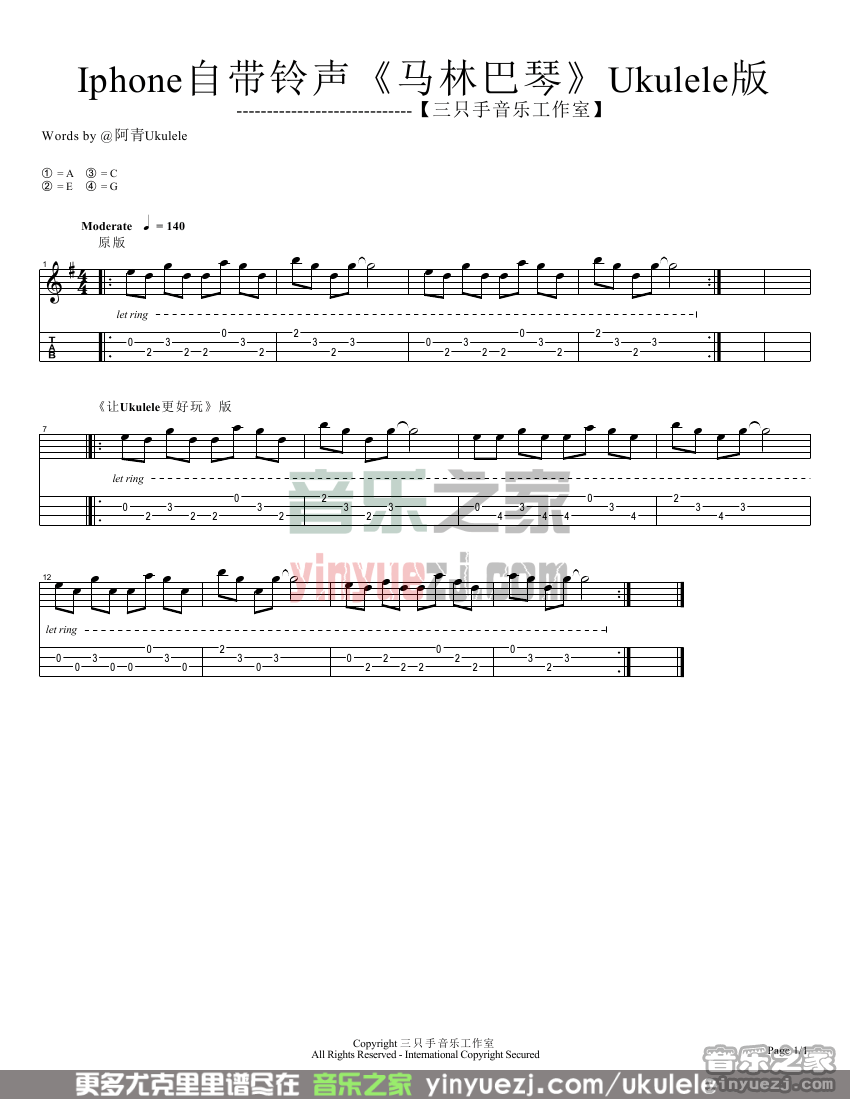 Iphone自带铃声《马林巴琴》Ukulele版
-----------------------------【三只手音乐工作室】
Words by @阿青Ukulele
① = A ③ = C
② = E ④ = G
Moderate ♩ = 140
原版
1
4
4
let ring
T
A
B
0 2 3 2 2 0 3 2 2 3 2 3 0 2 3 2 2 0 3 2 2 3 2 3
《让Ukulele更好玩》版
7
let ring
0 2 3 2 2 0 3 2 2 3 2 3 0 4 3 4 4 0 3 4 2 3 4 3
音乐之家
yinyuezj.com
12
let ring
0 0 3 0 0 0 3 0 2 3 0 3 0 2 2 2 2 0 2 2 0 3 2 3
Copyright 三只手音乐工作室
All Rights Reserved - International Copyright Secured
Page 1/1
音乐之家
yinyuezj.com
更多尤克里里谱尽在 音乐之家 yinyuezj.com/ukulele